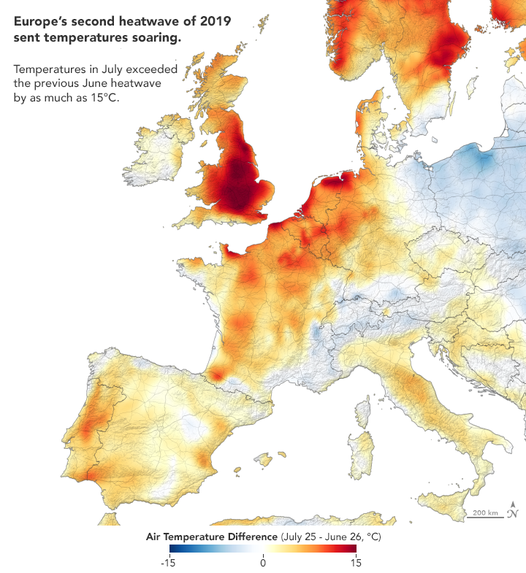 Europe's second heatwave of 2019
sent temperatures soaring.
Temperatures in July exceeded
the previous June heatwave
by as much as 15°C.
200 km
N
Air Temperature Difference (July 25 - June 26, °C)
-15 0 15